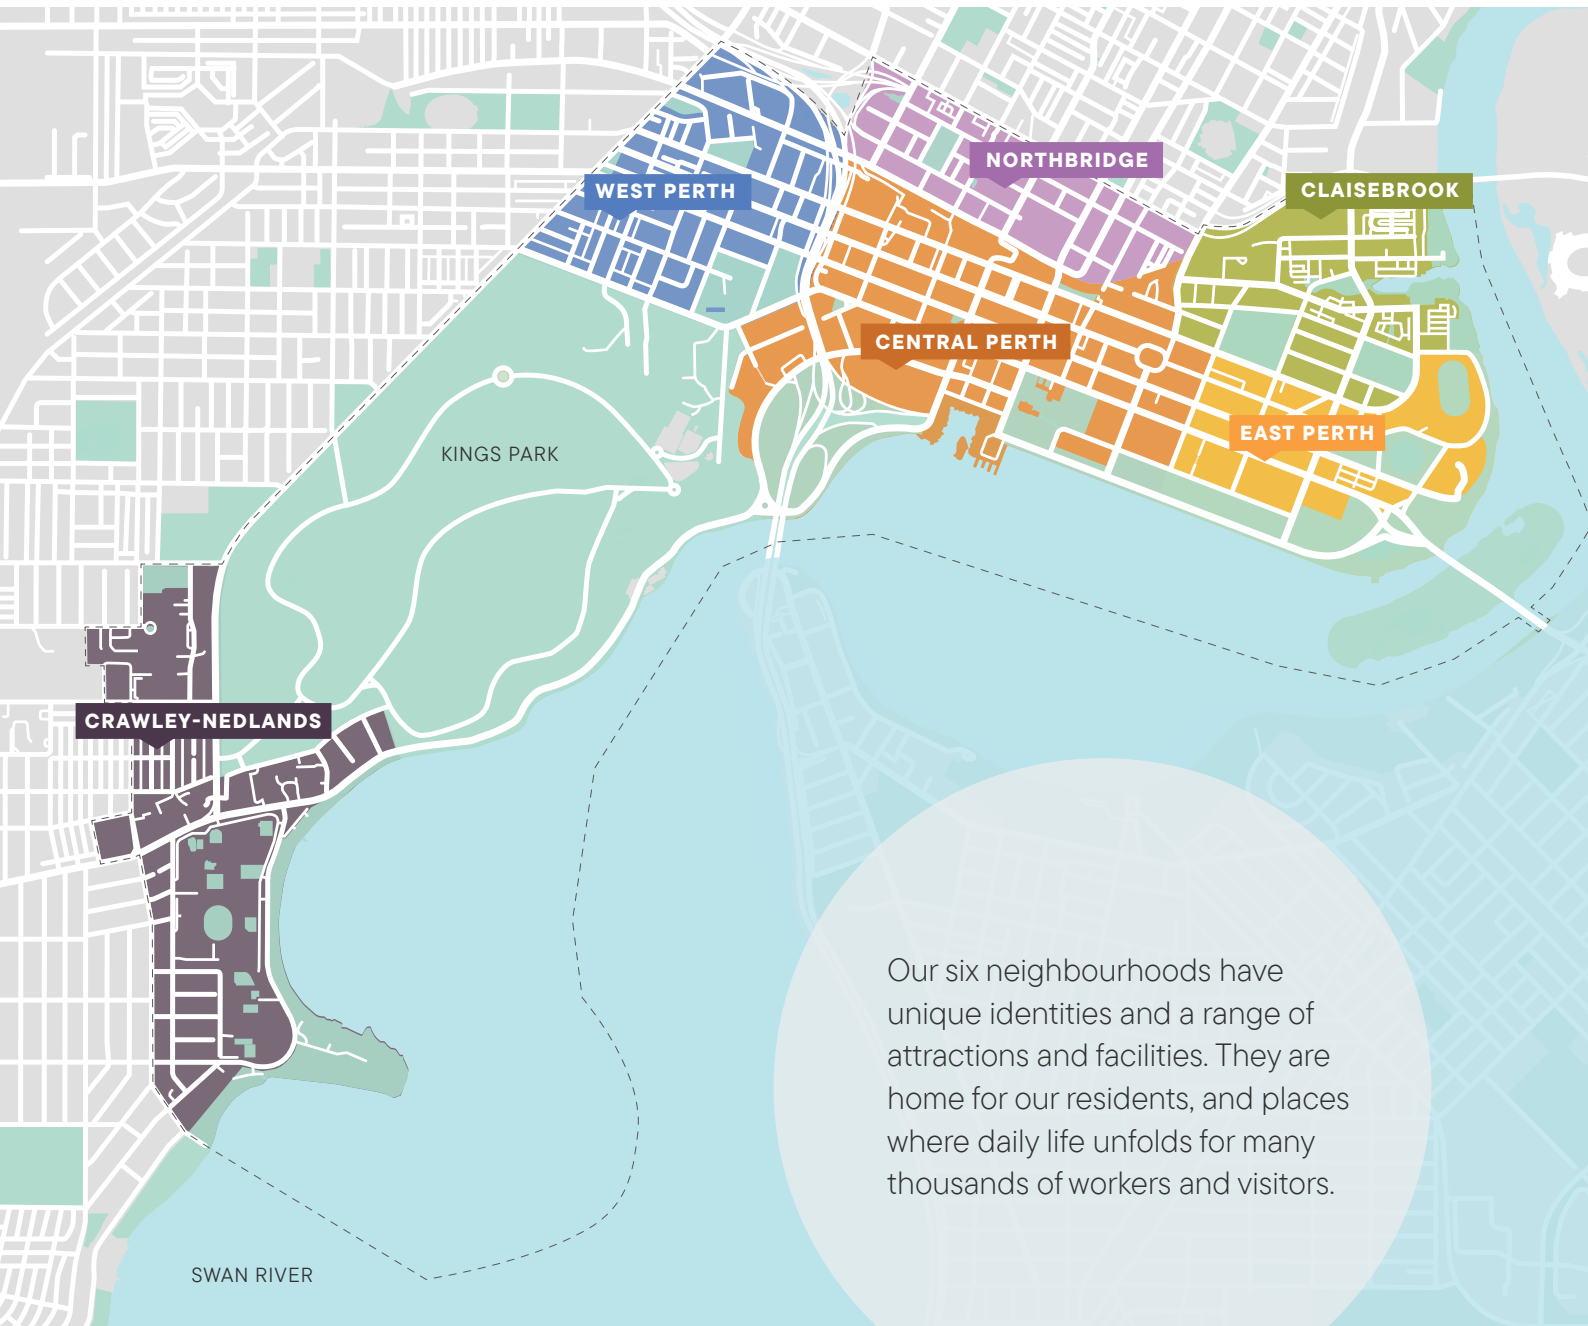 NORTHBRIDGE
WEST PERTH
CLAISEBROOK
CENTRAL PERTH
EAST PERTH
KINGS PARK
CRAWLEY-NEDLANDS
Our six neighbourhoods have
unique identities and a range of
attractions and facilities. They are
home for our residents, and places
where daily life unfolds for many
thousands of workers and visitors.
SWAN RIVER